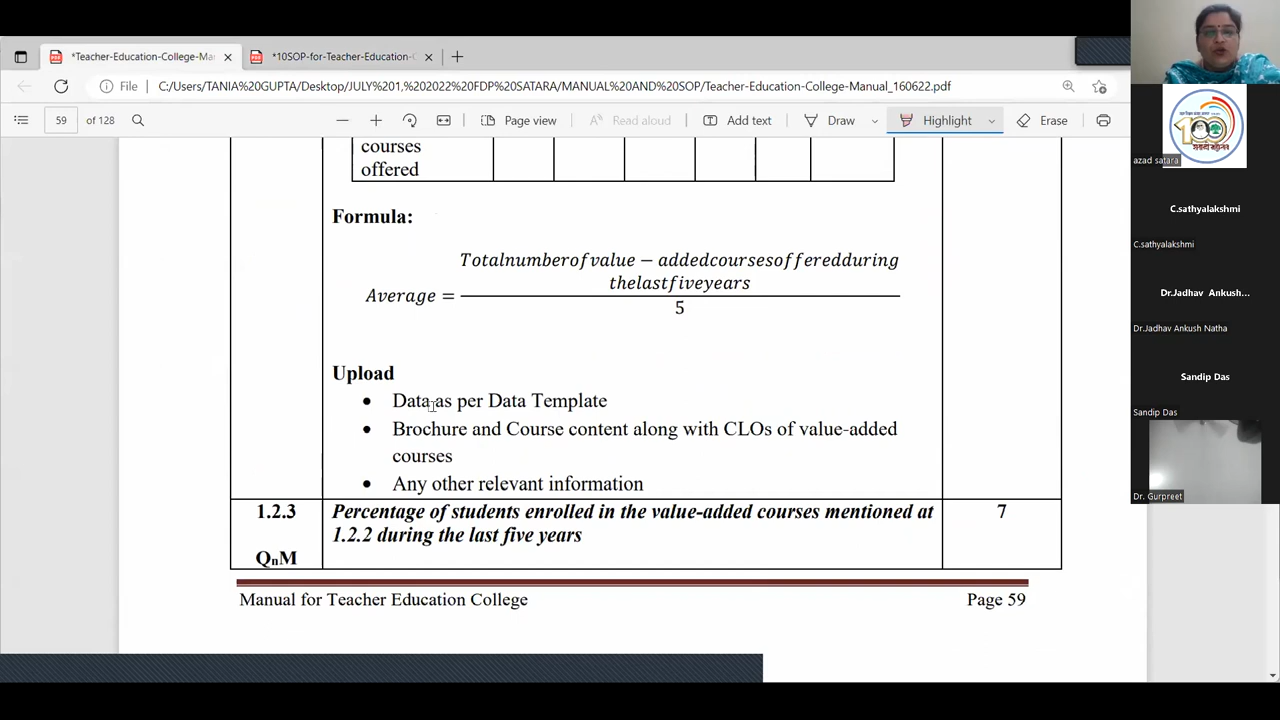 *Teacher-Education-College-Ma
*10SOP-for-Teacher-Education-
File
C:/Users/TANIA%20GUPTA/Desktop/JULY%201,%202022%20FDP%20SATARA/MANUAL%20AND%20SOP/Teacher-Education-College-Manual_160622.pdf
59 of 128
Page view
Read aloud
Add text
Draw
Highlight
Erase
courses
offered
Formula:
Average = Totalnumberofvalue − addedcoursesofferedduring
thelastfiveyears
5
Upload
• Data as per Data Template
• Brochure and Course content along with CLOs of value-added
courses
• Any other relevant information
1.2.3
QnM
Percentage of students enrolled in the value-added courses mentioned at
1.2.2 during the last five years
7
Manual for Teacher Education College
Page 59
azad satara
C.sathyalakshmi
C.sathyalakshmi
Dr.Jadhav Ankush...
Dr.Jadhav Ankush Natha
Sandip Das
Sandip Das
Dr. Gurpreet